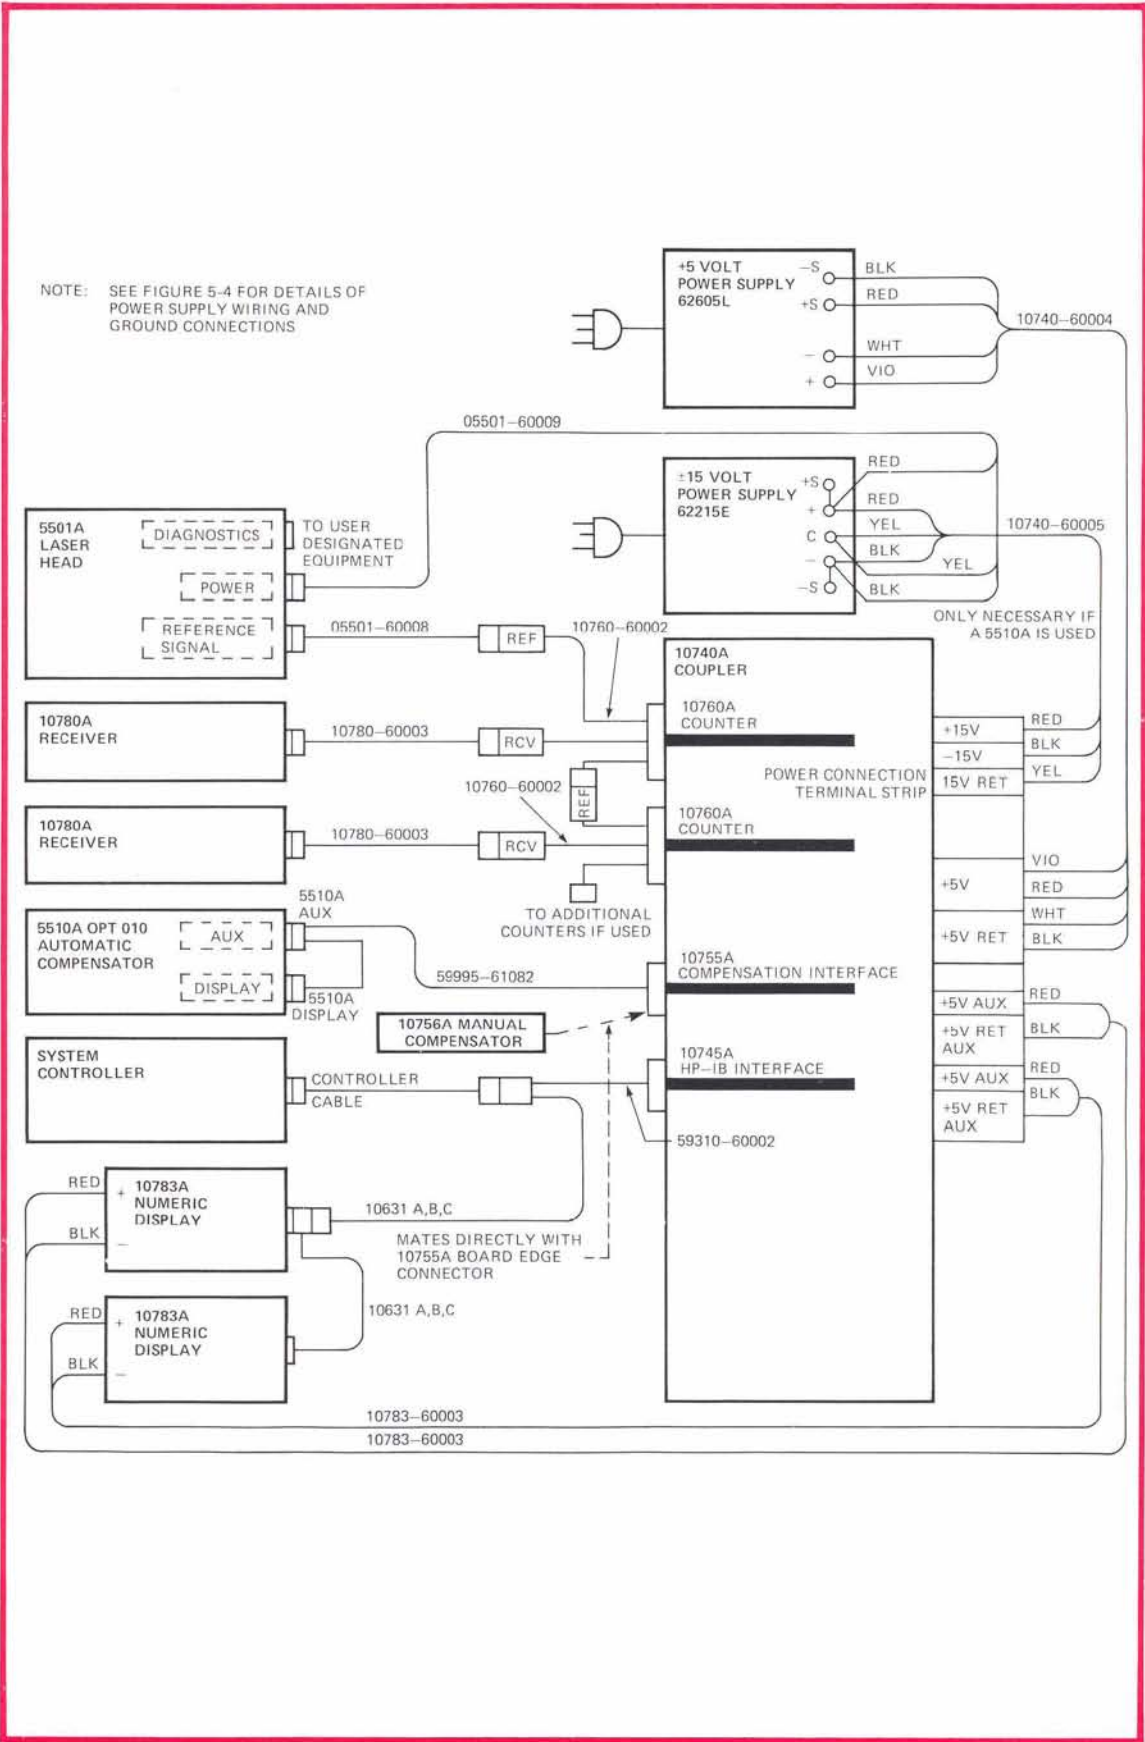 NOTE: SEE FIGURE 5-4 FOR DETAILS OF
POWER SUPPLY WIRING AND
GROUND CONNECTIONS
+5 VOLT
POWER SUPPLY
62605L
−S
+S
−
+
BLK
RED
WHT
VIO
10740−60004
05501−60009
±15 VOLT
POWER SUPPLY
62215E
+S
+
C
−
−S
RED
RED
YEL
BLK
YEL
BLK
10740−60005
ONLY NECESSARY IF
A 5510A IS USED
5501A
LASER
HEAD
DIAGNOSTICS
POWER
REFERENCE
SIGNAL
TO USER
DESIGNATED
EQUIPMENT
05501−60008
REF
10760−60002
10780A
RECEIVER
10780−60003
RCV
REF
10760−60002
10780A
RECEIVER
10780−60003
RCV
TO ADDITIONAL
COUNTERS IF USED
5510A OPT 010
AUTOMATIC
COMPENSATOR
AUX
DISPLAY
5510A
AUX
5510A
DISPLAY
59995−61082
10756A MANUAL
COMPENSATOR
SYSTEM
CONTROLLER
CONTROLLER
CABLE
10740A
COUPLER
10760A
COUNTER
POWER CONNECTION
TERMINAL STRIP
10760A
COUNTER
10755A
COMPENSATION INTERFACE
10745A
HP−IB INTERFACE
59310−60002
+15V
−15V
15V RET
+5V
+5V RET
+5V AUX
+5V RET
AUX
+5V AUX
+5V RET
AUX
RED
BLK
YEL
VIO
RED
WHT
BLK
RED
BLK
RED
BLK
RED
BLK
+
−
10783A
NUMERIC
DISPLAY
10631 A,B,C
MATES DIRECTLY WITH
10755A BOARD EDGE
CONNECTOR
RED
BLK
+
−
10783A
NUMERIC
DISPLAY
10631 A,B,C
10783−60003
10783−60003